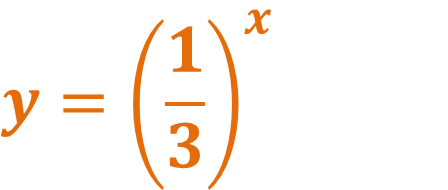 y = (1/3)^x